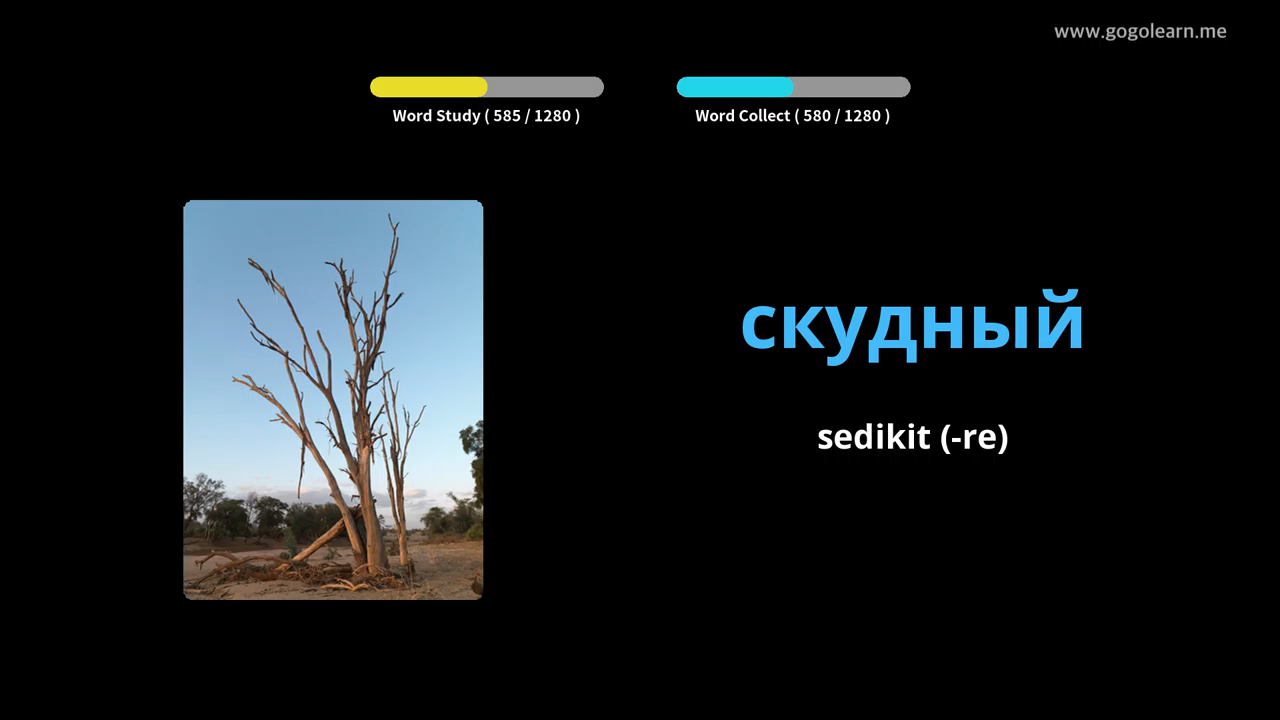 www.gogolearn.me
Word Study ( 585 / 1280 )
Word Collect ( 580 / 1280 )
скудный
sedikit (-re)